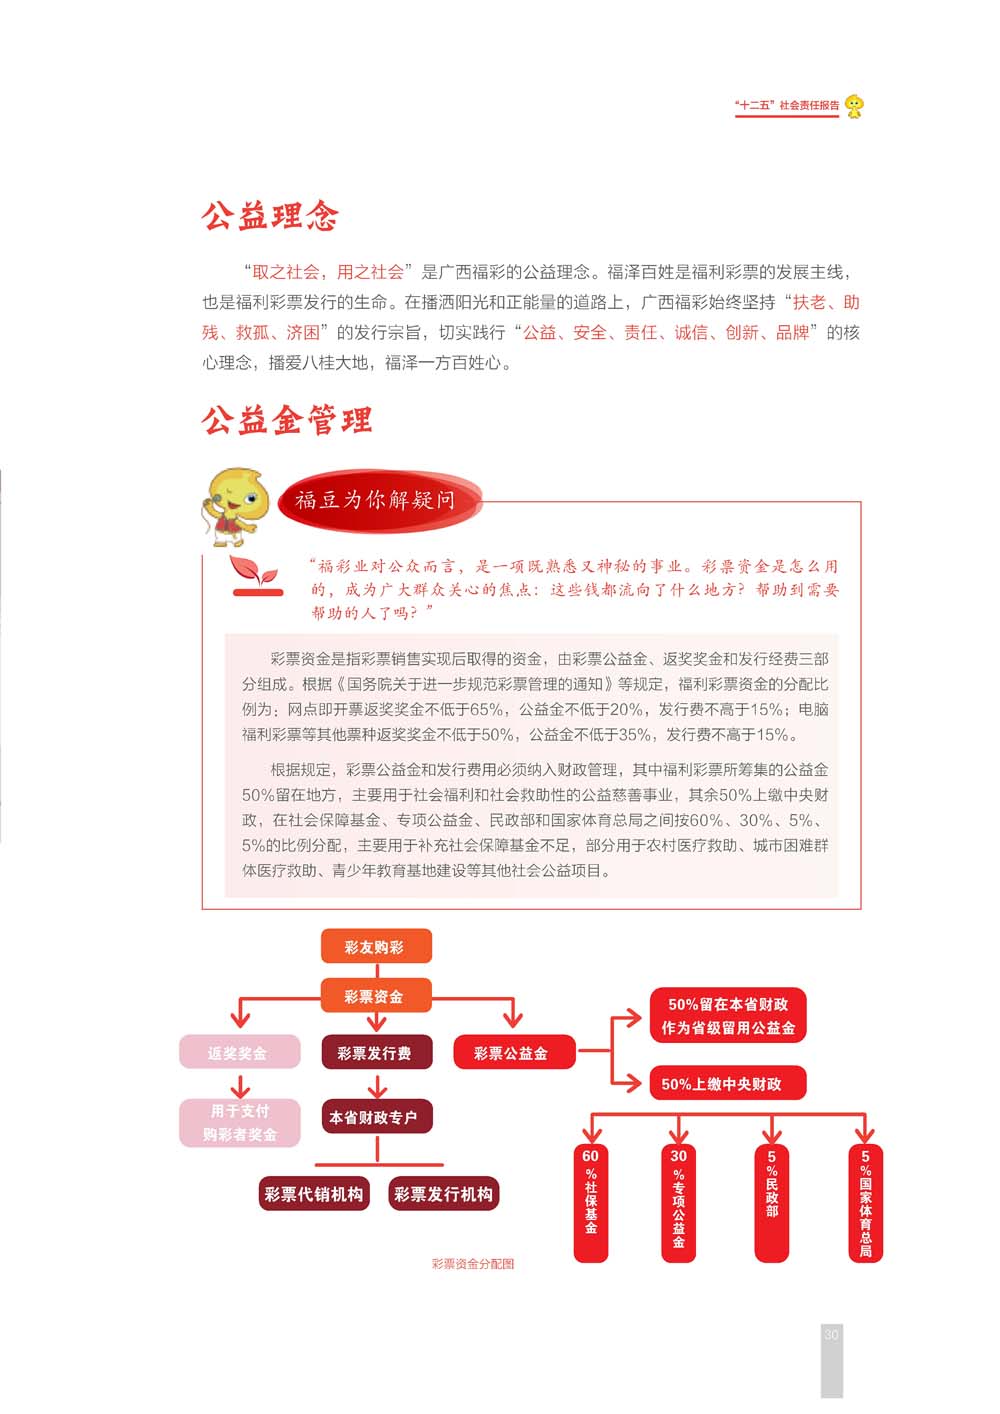 “十二五”社会责任报告
公益理念
“取之社会，用之社会”是广西福彩的公益理念。福泽百姓是福利彩票的发展主线，
也是福利彩票发行的生命。在播洒阳光和正能量的道路上，广西福彩始终坚持“扶老、助
残、救孤、济困”的发行宗旨，切实践行“公益、安全、责任、诚信、创新、品牌”的核
心理念，播爱八桂大地，福泽一方百姓心。
公益金管理
福豆为你解疑问
“福彩业对公众而言，是一项既熟悉又神秘的事业。彩票资金是怎么用
的，成为广大群众关心的焦点：这些钱都流向了什么地方？帮助到需要
帮助的人了吗？”
彩票资金是指彩票销售实现后取得的资金，由彩票公益金、返奖奖金和发行经费三部
分组成。根据《国务院关于进一步规范彩票管理的通知》等规定，福利彩票资金的分配比
例为：网点即开票返奖奖金不低于65%，公益金不低于20%，发行费不高于15%；电脑
福利彩票等其他票种返奖奖金不低于50%，公益金不低于35%，发行费不高于15%。
根据规定，彩票公益金和发行费用必须纳入财政管理，其中福利彩票所筹集的公益金
50%留在地方，主要用于社会福利和社会救助性的公益慈善事业，其余50%上缴中央财
政，在社会保障基金、专项公益金、民政部和国家体育总局之间按60%、30%、5%、
5%的比例分配，主要用于补充社会保障基金不足，部分用于农村医疗救助、城市困难群
体医疗救助、青少年教育基地建设等其他社会公益项目。
彩友购彩
彩票资金
返奖奖金
彩票发行费
彩票公益金
50%留在本省财政
作为省级留用公益金
50%上缴中央财政
用于支付
购彩者奖金
本省财政专户
彩票代销机构
彩票发行机构
60%社保基金
30%专项公益金
5%民政部
5%国家体育总局
彩票资金分配图
30